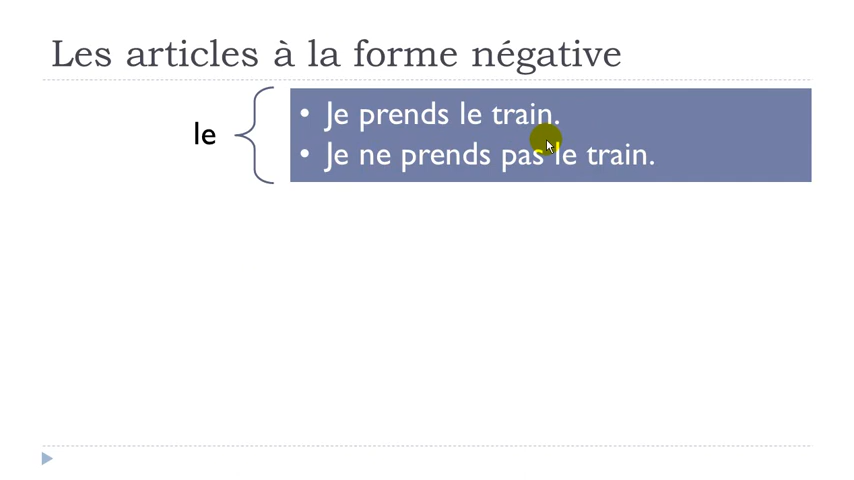 Les articles à la forme négative
le
• Je prends le train.
• Je ne prends pas le train.